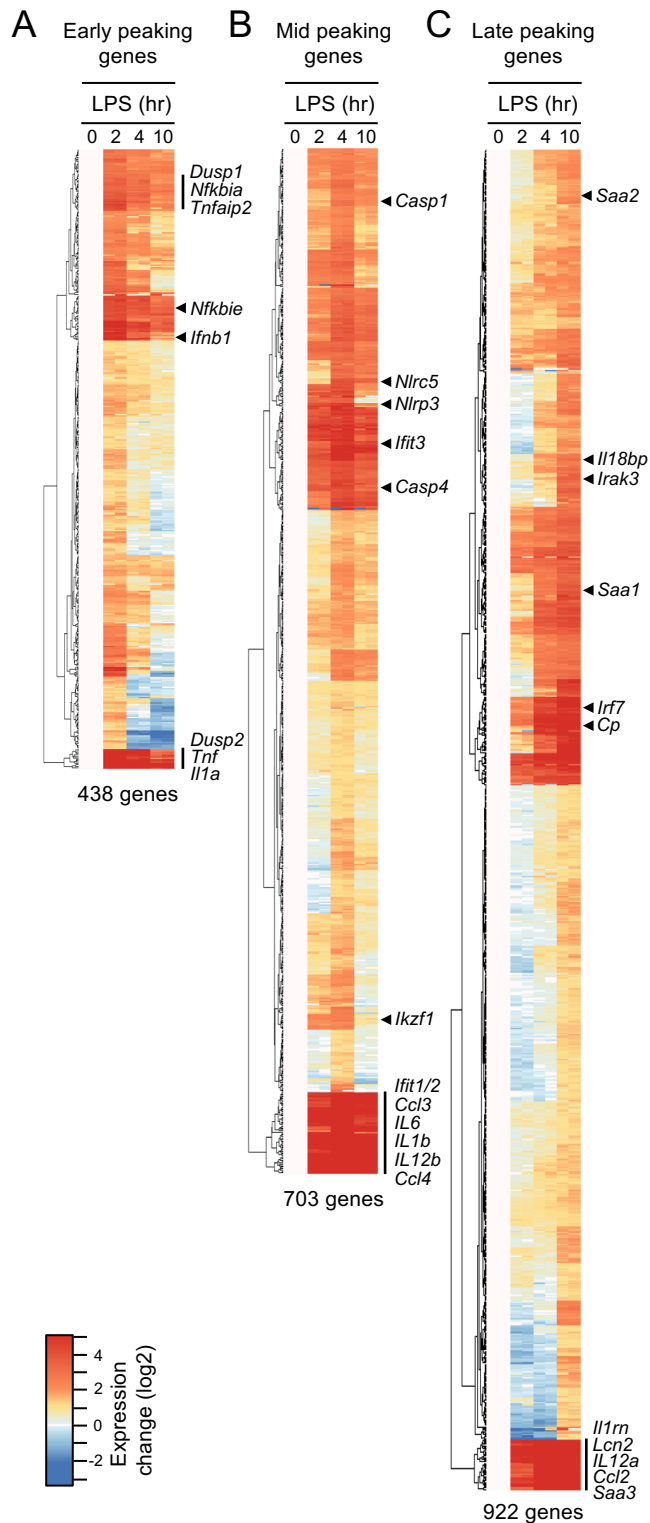 A
Early peaking
genes
LPS (hr)
0 2 4 10
Dusp1
Nfkbia
Tnfaip2
Nfkbie
Ifnb1
Dusp2
Tnf
Il1a
438 genes
B
Mid peaking
genes
LPS (hr)
0 2 4 10
Casp1
Nlrc5
Nlrp3
Ifit3
Casp4
Ikzf1
Ifit1/2
Ccl3
IL6
IL1b
IL12b
Ccl4
703 genes
C
Late peaking
genes
LPS (hr)
0 2 4 10
Saa2
Il18bp
Irak3
Saa1
Irf7
Cp
Il1rn
Lcn2
IL12a
Ccl2
Saa3
922 genes
4
2
0
-2
Expression
change (log2)